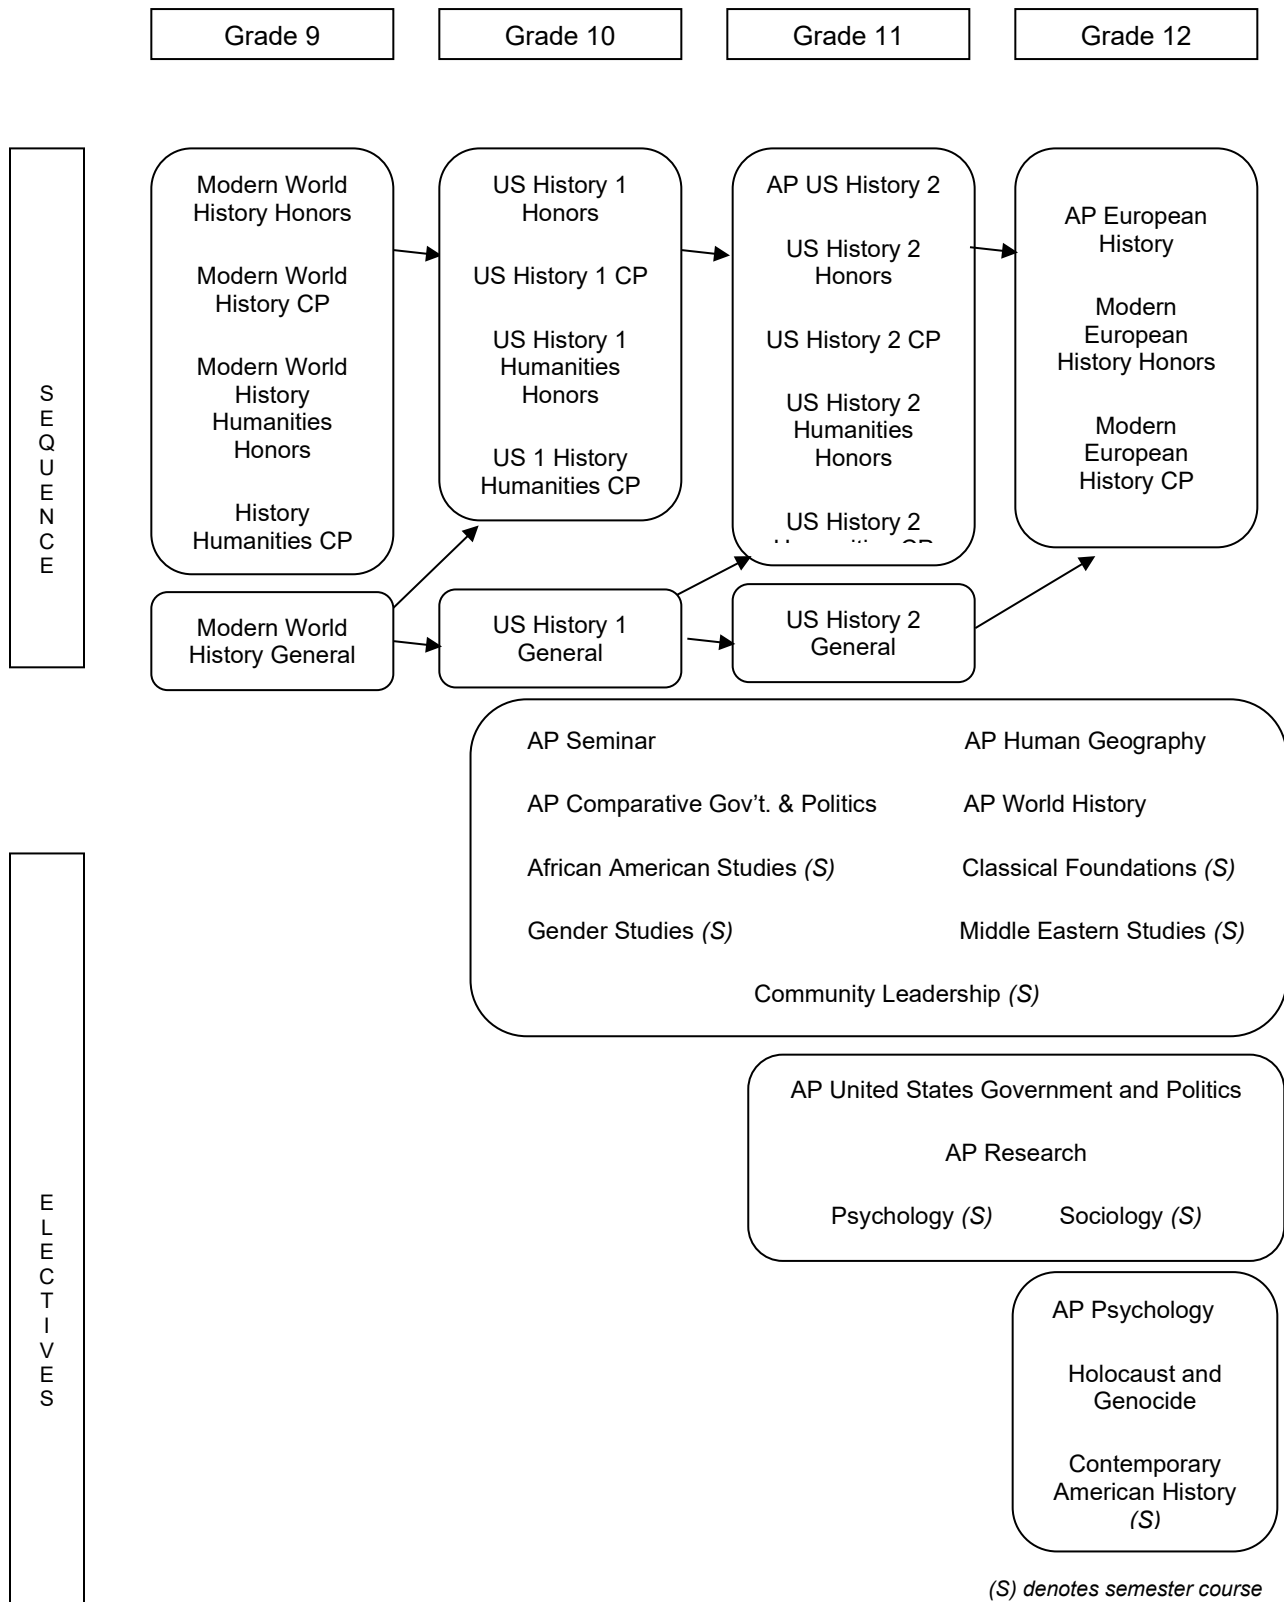 Grade 9
Grade 10
Grade 11
Grade 12
SEQUENCE
Modern World
History Honors
Modern World
History CP
Modern World
History
Humanities
Honors
History
Humanities CP
US History 1
Honors
US History 1 CP
US History 1
Humanities
Honors
US 1 History
Humanities CP
AP US History 2
US History 2
Honors
US History 2 CP
US History 2
Humanities
Honors
US History 2
Humanities CP
AP European
History
Modern
European
History Honors
Modern
European
History CP
Modern World
History General
US History 1
General
US History 2
General
ELECTIVES
AP Seminar
AP Human Geography
AP Comparative Gov’t. & Politics
AP World History
African American Studies (S)
Classical Foundations (S)
Gender Studies (S)
Middle Eastern Studies (S)
Community Leadership (S)
AP United States Government and Politics
AP Research
Psychology (S)
Sociology (S)
AP Psychology
Holocaust and
Genocide
Contemporary
American History
(S)
(S) denotes semester course